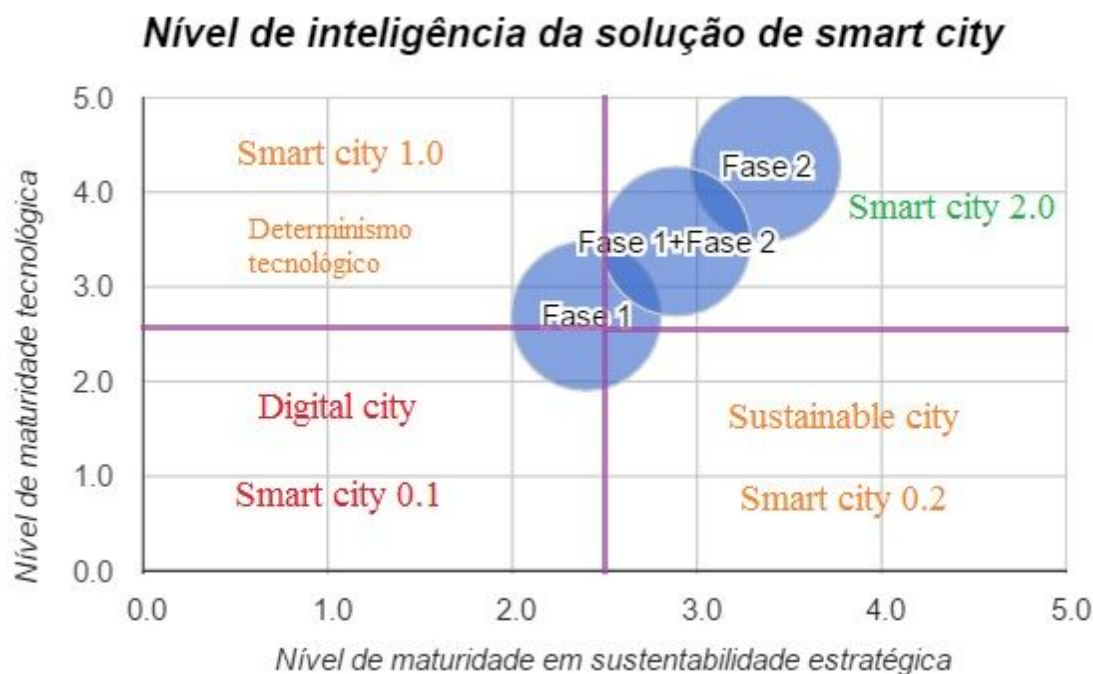 Nível de inteligência da solução de smart city
Nível de maturidade tecnológica
5.0
4.0
3.0
2.0
1.0
0.0
Smart city 1.0
Determinismo
tecnológico
Fase 2
Smart city 2.0
Fase 1+Fase 2
Fase 1
Digital city
Smart city 0.1
Sustainable city
Smart city 0.2
0.0 1.0 2.0 3.0 4.0 5.0
Nível de maturidade em sustentabilidade estratégica